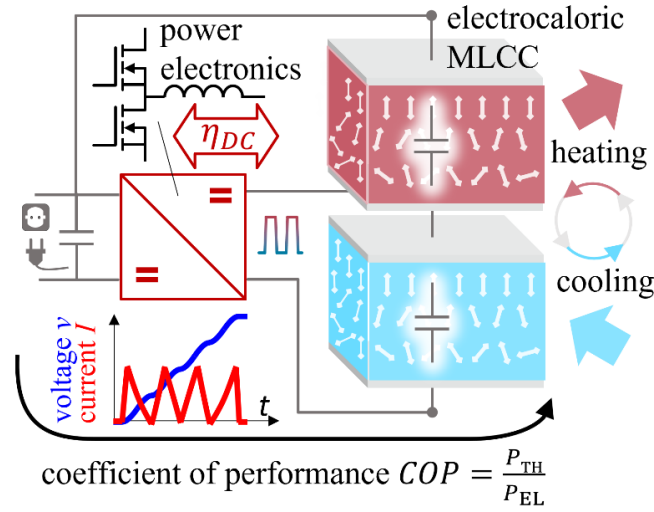 power
electronics
η_DC
electrocaloric
MLCC
heating
cooling
voltage v
current I
t
coefficient of performance COP = P_TH / P_EL